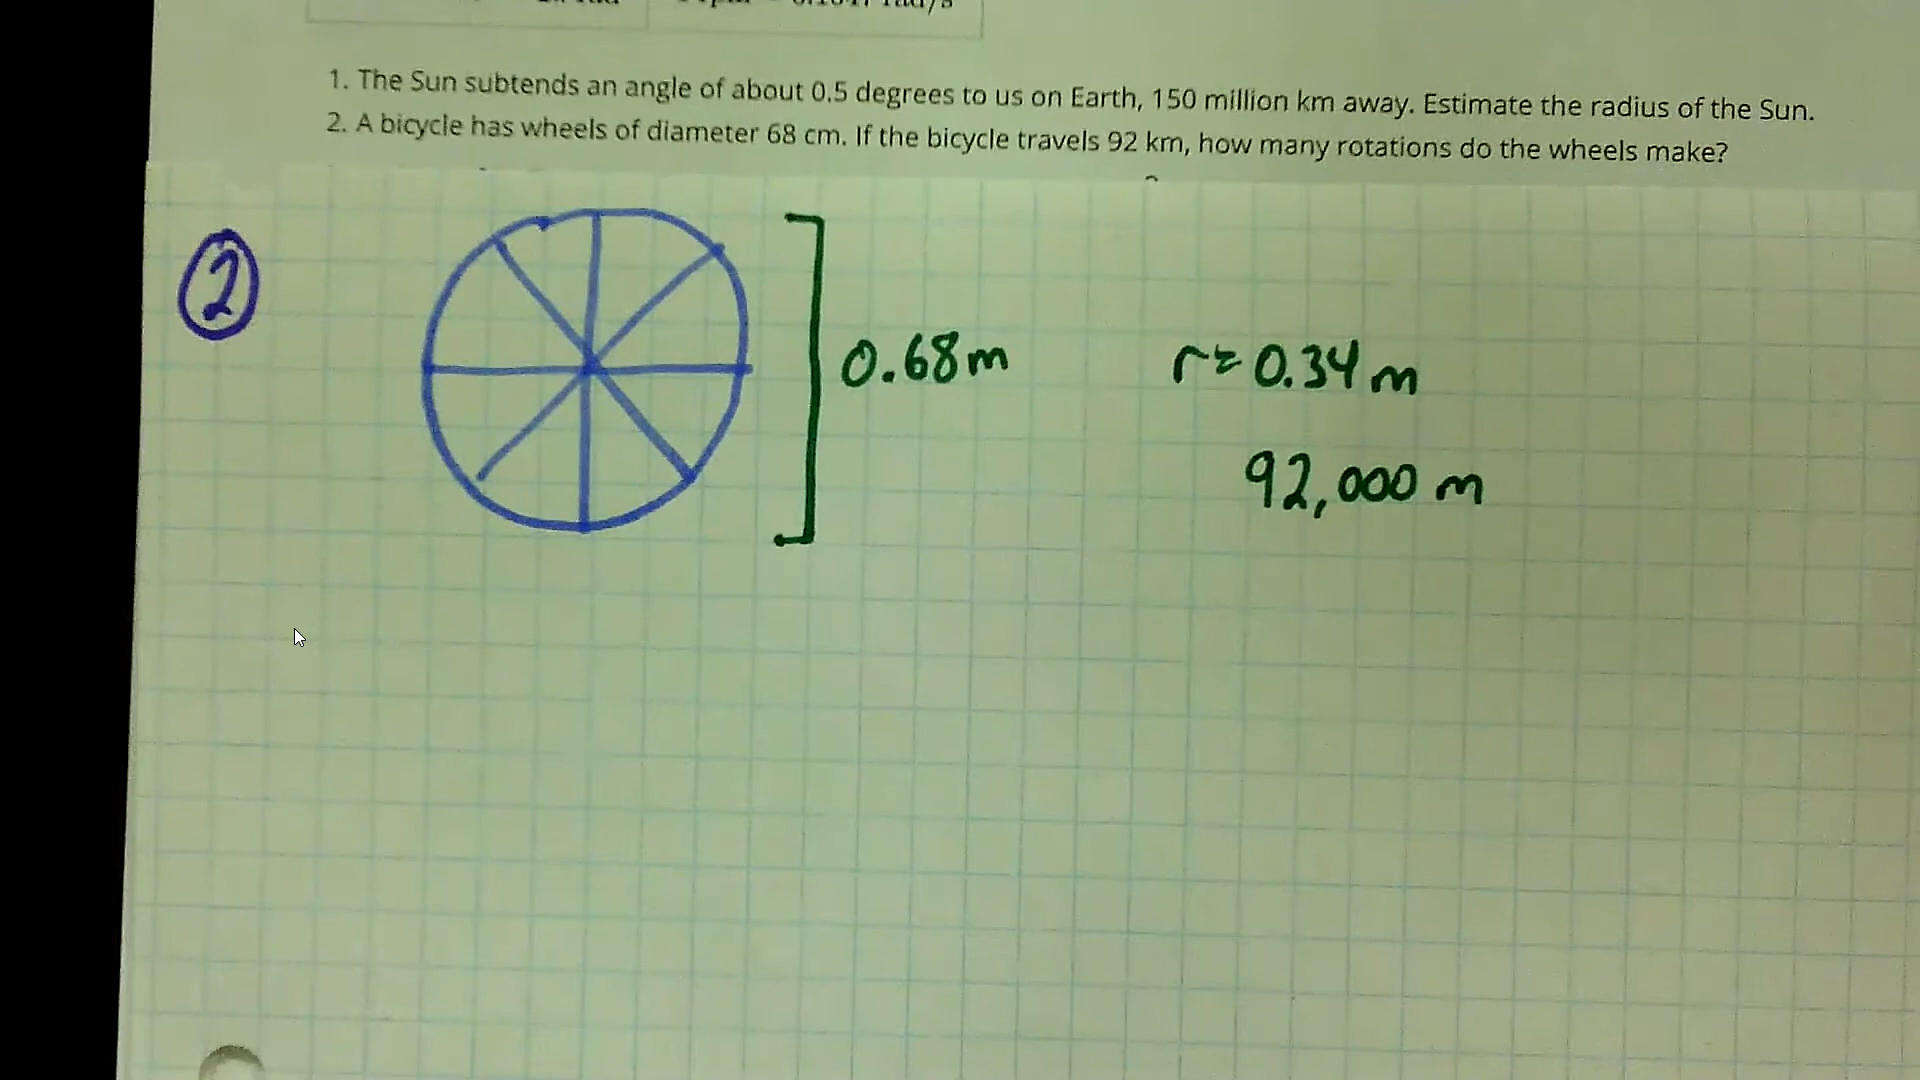 1. The Sun subtends an angle of about 0.5 degrees to us on Earth, 150 million km away. Estimate the radius of the Sun.
2. A bicycle has wheels of diameter 68 cm. If the bicycle travels 92 km, how many rotations do the wheels make?
2
0.68 m
r = 0.34 m
92,000 m